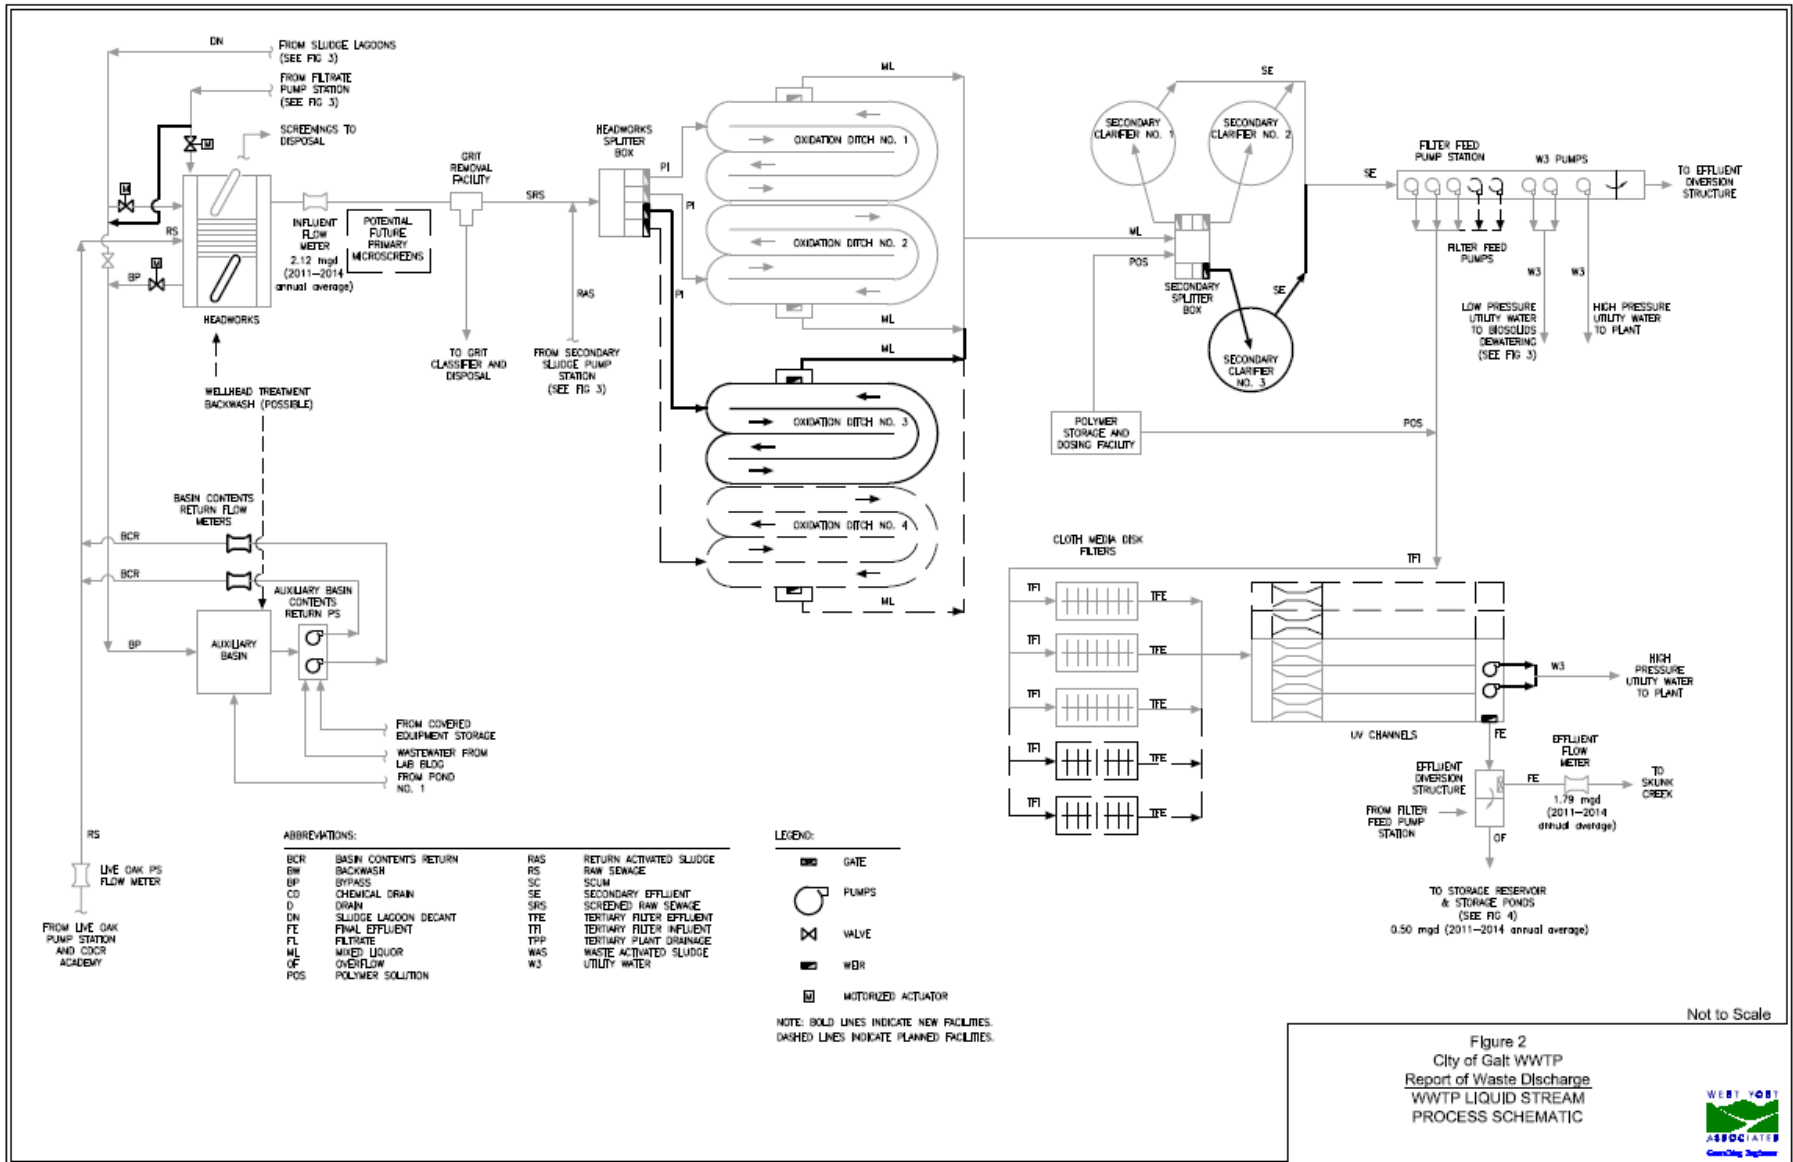 DN
FROM SLUDGE LAGOONS
(SEE FIG 3)
FROM FILTRATE
PUMP STATION
(SEE FIG 3)
SCREENINGS TO
DISPOSAL
M
M
RS
BP
M
HEADWORKS
INFLUENT
FLOW
METER
2.12 mgd
(2011–2014
annual average)
POTENTIAL
FUTURE
PRIMARY
MICROSCREENS
GRIT
REMOVAL
FACILITY
SRS
TO GRIT
CLASSIFIER AND
DISPOSAL
RAS
FROM SECONDARY
SLUDGE PUMP
STATION
(SEE FIG 3)
HEADWORKS
SPLITTER
BOX
PI
PI
PI
ML
OXIDATION DITCH NO. 1
OXIDATION DITCH NO. 2
ML
ML
OXIDATION DITCH NO. 3
OXIDATION DITCH NO. 4
ML
SE
SECONDARY
CLARIFIER NO. 1
SECONDARY
CLARIFIER NO. 2
ML
POS
SECONDARY
SPLITTER
BOX
SE
SECONDARY
CLARIFIER
NO. 3
SE
FILTER FEED
PUMP STATION
W3 PUMPS
TO EFFLUENT
DIVERSION
STRUCTURE
FILTER FEED
PUMPS
W3
W3
LOW PRESSURE
UTILITY WATER
TO BIOSOLIDS
DEWATERING
(SEE FIG 3)
HIGH PRESSURE
UTILITY WATER
TO PLANT
POLYMER
STORAGE AND
DOSING FACILITY
POS
WELLHEAD TREATMENT
BACKWASH (POSSIBLE)
BASIN CONTENTS
RETURN FLOW
METERS
BCR
BCR
AUXILIARY BASIN
CONTENTS
RETURN PS
BP
AUXILIARY
BASIN
FROM COVERED
EQUIPMENT STORAGE
WASTEWATER FROM
LAB BLDG
FROM POND
NO. 1
RS
LIVE OAK PS
FLOW METER
FROM LIVE OAK
PUMP STATION
AND CDCR
ACADEMY
CLOTH MEDIA DISK
FILTERS
TFI
TFI
TFE
TFI
TFE
TFI
TFE
TFI
TFE
TFI
TFE
UV CHANNELS
W3
HIGH
PRESSURE
UTILITY WATER
TO PLANT
FE
EFFLUENT
FLOW
METER
EFFLUENT
DIVERSION
STRUCTURE
FE
TO
SKUNK
CREEK
1.79 mgd
(2011–2014
annual average)
FROM FILTER
FEED PUMP
STATION
OF
TO STORAGE RESERVOIR
& STORAGE PONDS
(SEE FIG 4)
0.50 mgd (2011–2014 annual average)
ABBREVIATIONS:
BCR BASIN CONTENTS RETURN
BW BACKWASH
BP BYPASS
CD CHEMICAL DRAIN
D DRAIN
DN SLUDGE LAGOON DECANT
FE FINAL EFFLUENT
FL FILTRATE
ML MIXED LIQUOR
OF OVERFLOW
POS POLYMER SOLUTION
RAS RETURN ACTIVATED SLUDGE
RS RAW SEWAGE
SC SCUM
SE SECONDARY EFFLUENT
SRS SCREENED RAW SEWAGE
TFE TERTIARY FILTER EFFLUENT
TFI TERTIARY FILTER INFLUENT
TPP TERTIARY PLANT DRAINAGE
WAS WASTE ACTIVATED SLUDGE
W3 UTILITY WATER
LEGEND:
GATE
PUMPS
VALVE
WEIR
M MOTORIZED ACTUATOR
NOTE: BOLD LINES INDICATE NEW FACILITIES.
DASHED LINES INDICATE PLANNED FACILITIES.
Not to Scale
Figure 2
City of Galt WWTP
Report of Waste Discharge
WWTP LIQUID STREAM
PROCESS SCHEMATIC
WEST YOST
ASSOCIATES
Consulting Engineers